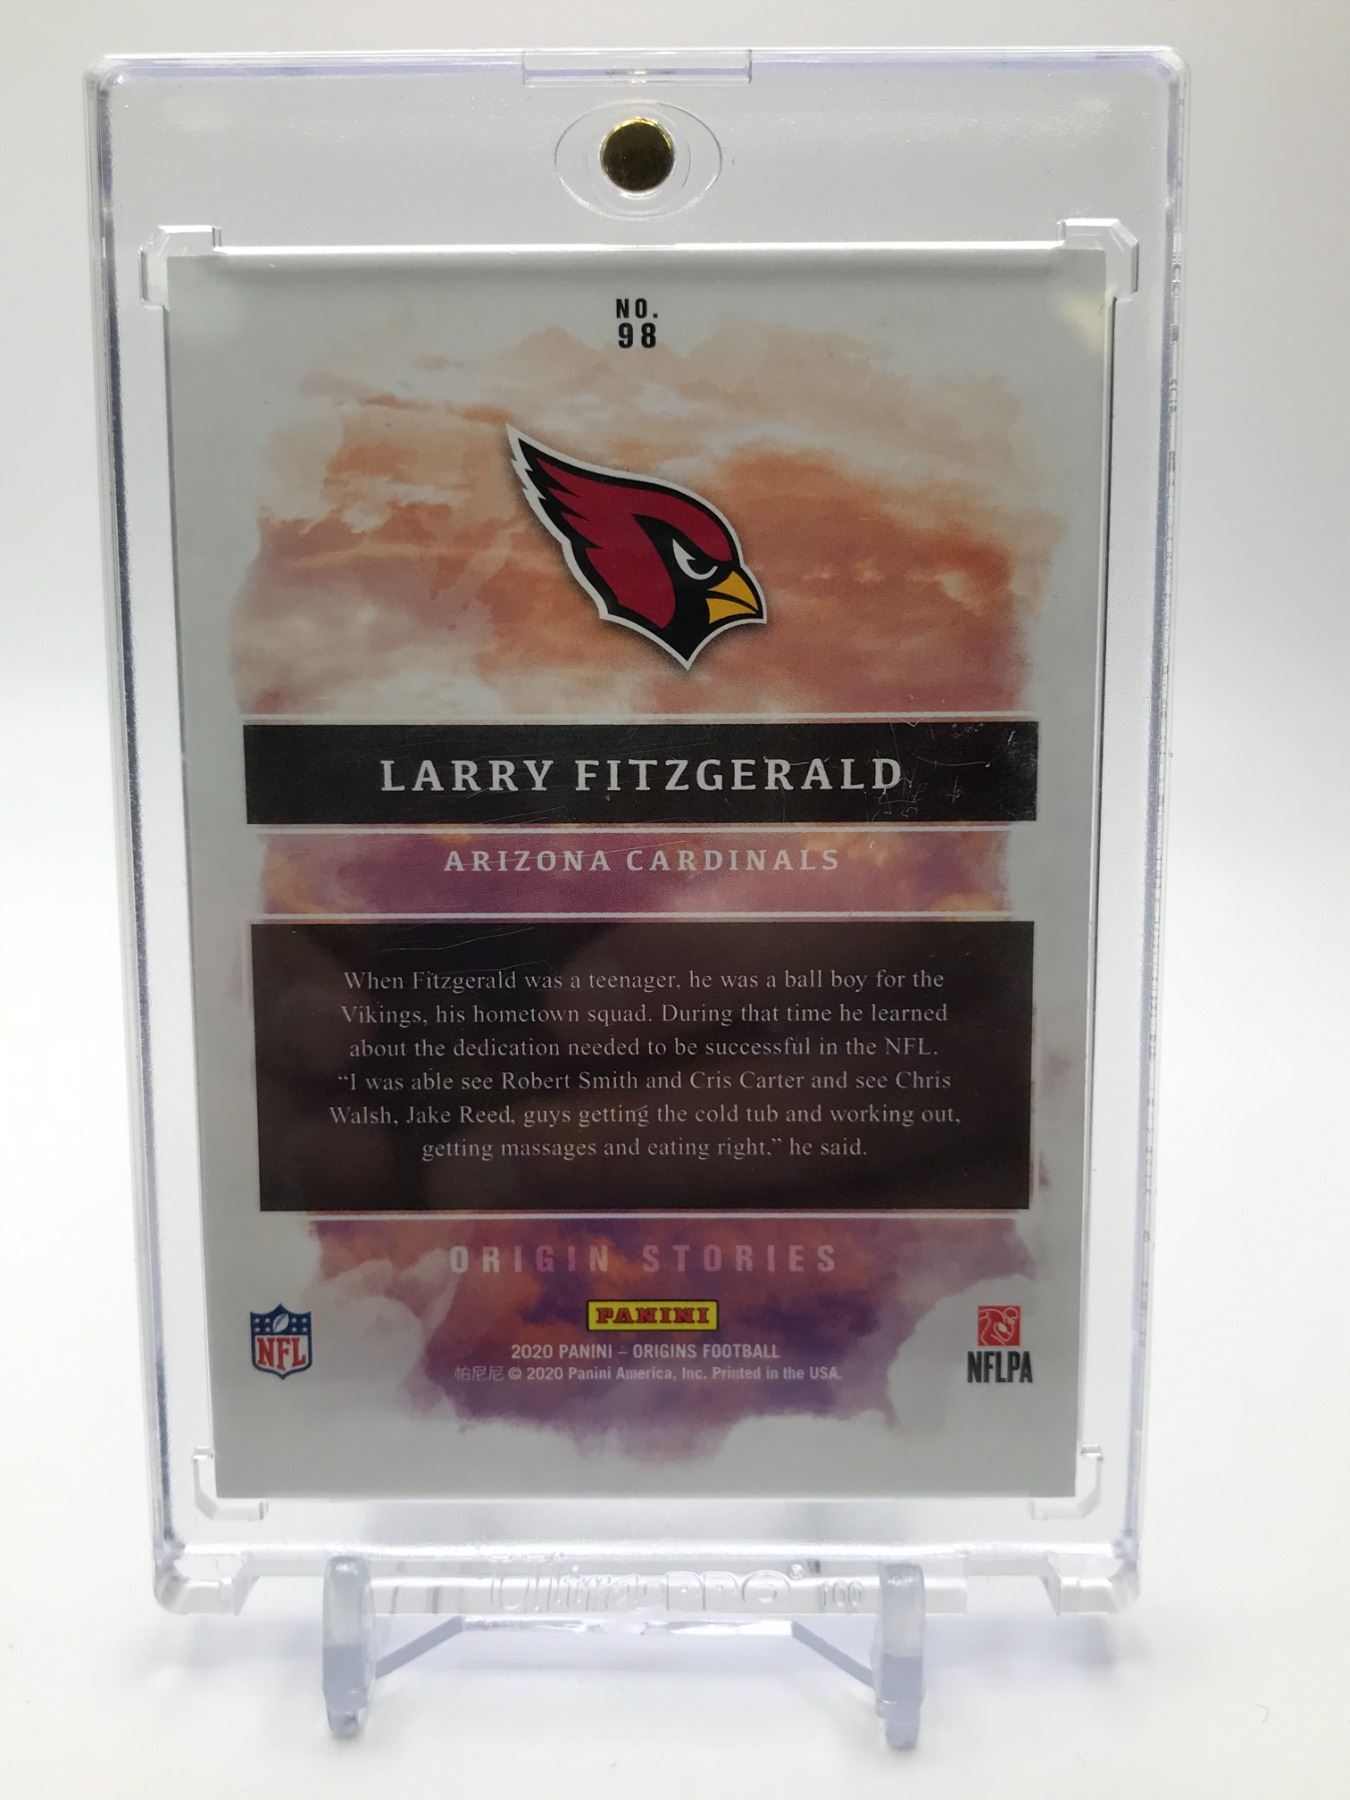 NO.
98
LARRY FITZGERALD
ARIZONA CARDINALS
When Fitzgerald was a teenager, he was a ball boy for the
Vikings, his hometown squad. During that time he learned
about the dedication needed to be successful in the NFL.
“I was able see Robert Smith and Cris Carter and see Chris
Walsh, Jake Reed, guys getting the cold tub and working out,
getting massages and eating right,” he said.
ORIGIN STORIES
PANINI
NFL
2020 PANINI – ORIGINS FOOTBALL
帕尼尼 © 2020 Panini America, Inc. Printed in the USA.
NFLPA
Ultra·PRO® 100